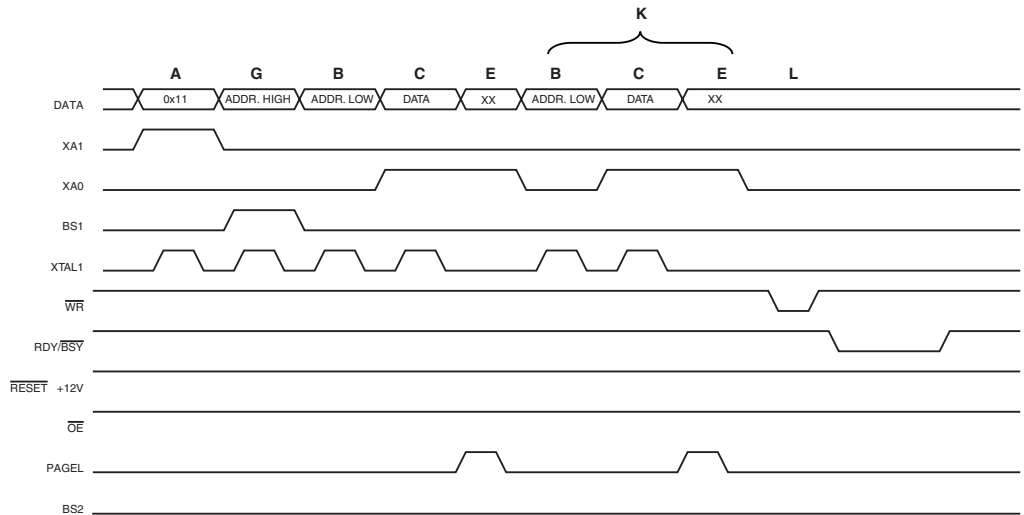 K
A G B C E B C E L
DATA 0x11 ADDR. HIGH ADDR. LOW DATA XX ADDR. LOW DATA XX
XA1
XA0
BS1
XTAL1
WR
RDY/BSY
RESET +12V
OE
PAGEL
BS2